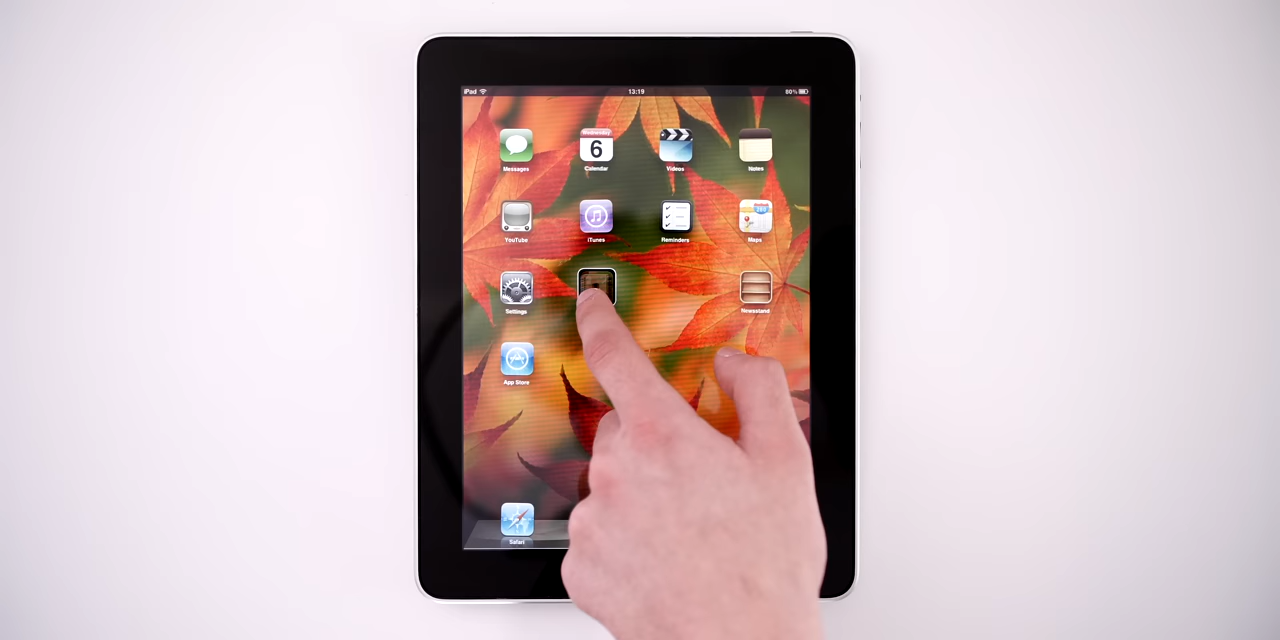 iPad 13:19 80%
Wednesday
6
Messages Calendar Videos Notes
280
YouTube iTunes Reminders Maps
Settings Newsstand
App Store
Safari